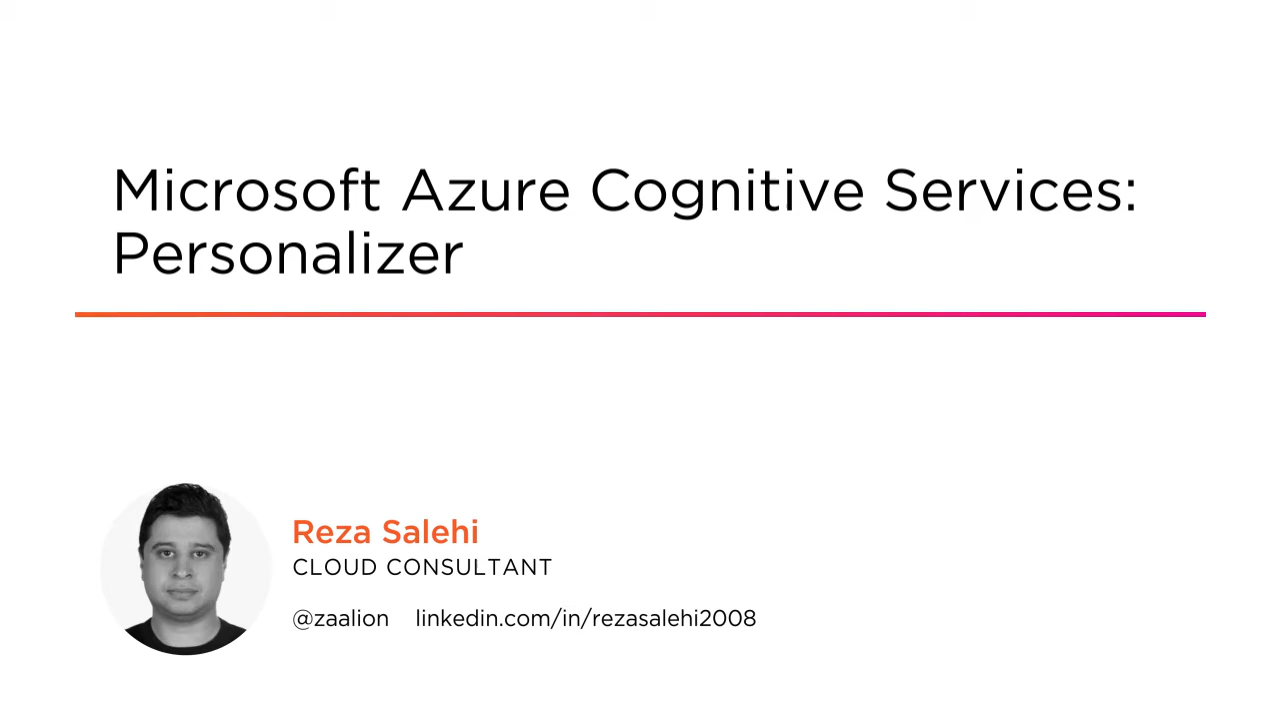 Microsoft Azure Cognitive Services:
Personalizer
Reza Salehi
CLOUD CONSULTANT
@zaalion linkedin.com/in/rezasalehi2008